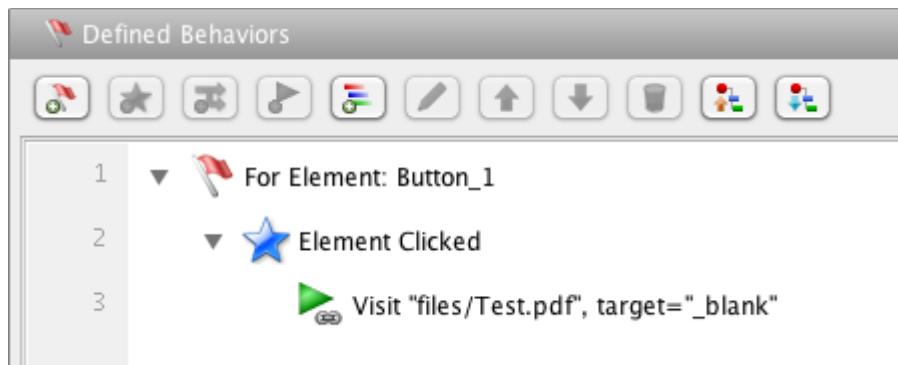 Defined Behaviors
1 For Element: Button_1
2 Element Clicked
3 Visit "files/Test.pdf", target="_blank"